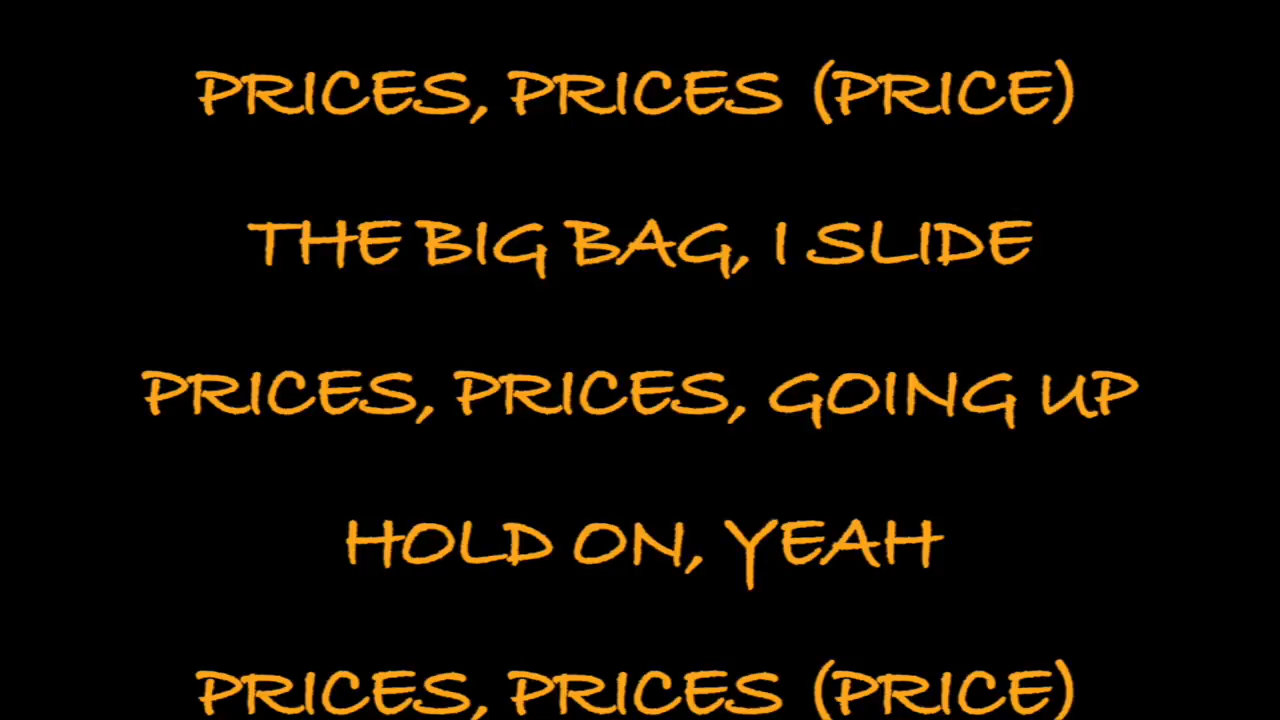 PRICES, PRICES (PRICE)
THE BIG BAG, I SLIDE
PRICES, PRICES, GOING UP
HOLD ON, YEAH
PRICES, PRICES (PRICE)